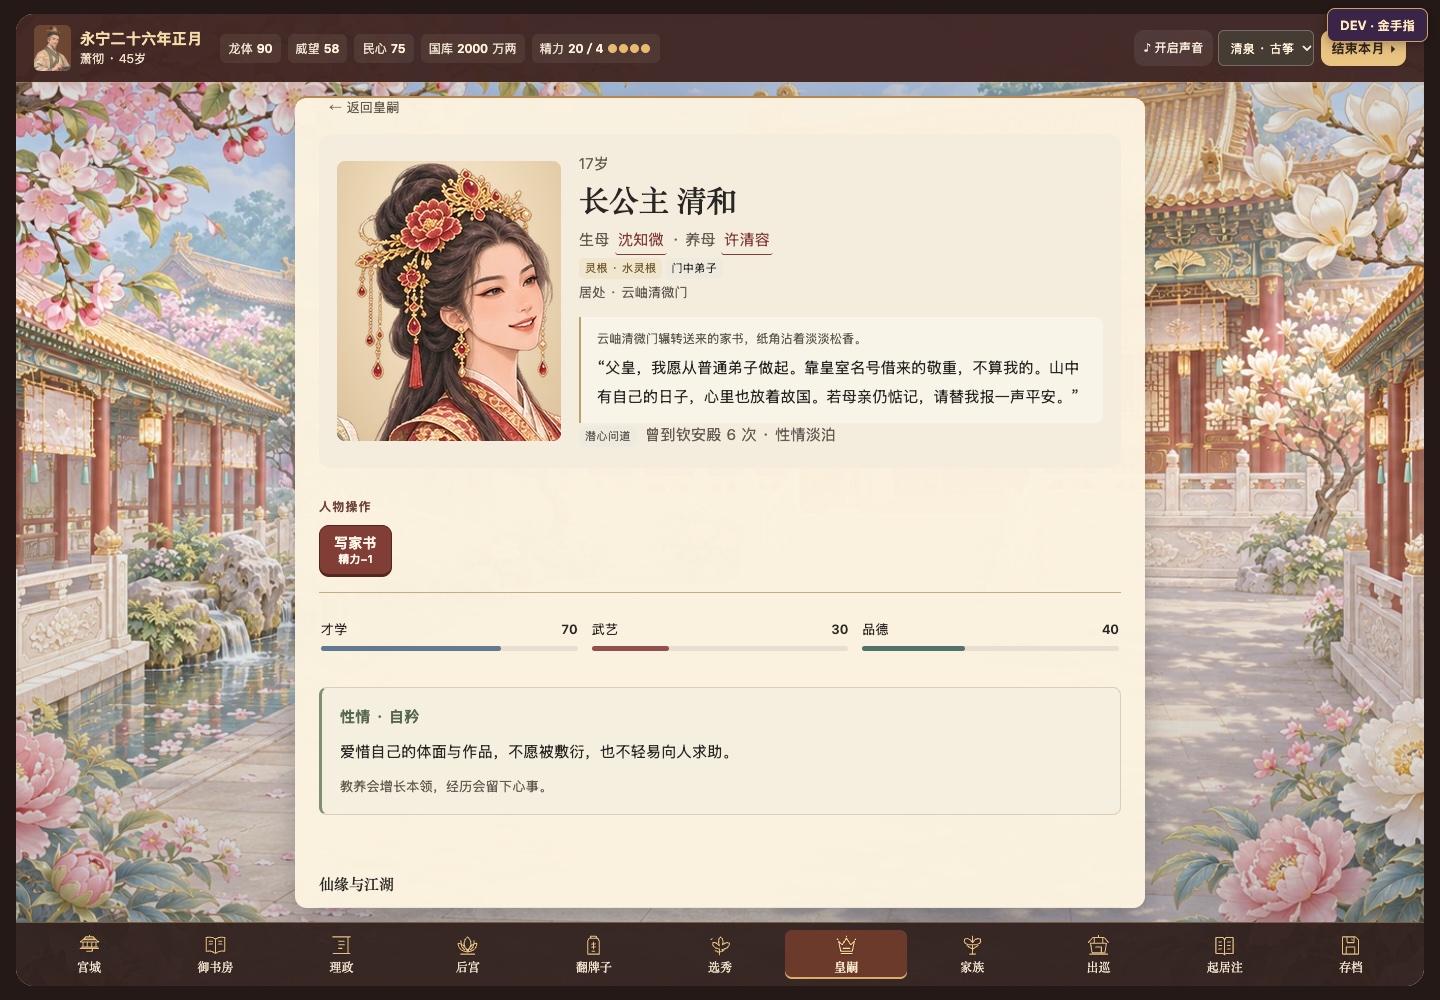 永宁二十六年正月
萧彻 · 45岁
龙体 90
威望 58
民心 75
国库 2000 万两
精力 20 / 4
♪ 开启声音
清泉 · 古筝
DEV · 金手指
结束本月
← 返回皇嗣
17岁
长公主 清和
生母 沈知微 · 养母 许清容
灵根 · 水灵根 门中弟子
居处 · 云岫清微门
云岫清微门辗转送来的家书，纸角沾着淡淡松香。
“父皇，我愿从普通弟子做起。靠皇室名号借来的敬重，不算我的。山中
有自己的日子，心里也放着故国。若母亲仍惦记，请替我报一声平安。”
潜心问道 曾到钦安殿 6 次 · 性情淡泊
人物操作
写家书
精力−1
才学 70 武艺 30 品德 40
性情 · 自矜
爱惜自己的体面与作品，不愿被敷衍，也不轻易向人求助。
教养会增长本领，经历会留下心事。
仙缘与江湖
宫城
御书房
理政
后宫
翻牌子
选秀
皇嗣
家族
出巡
起居注
存档